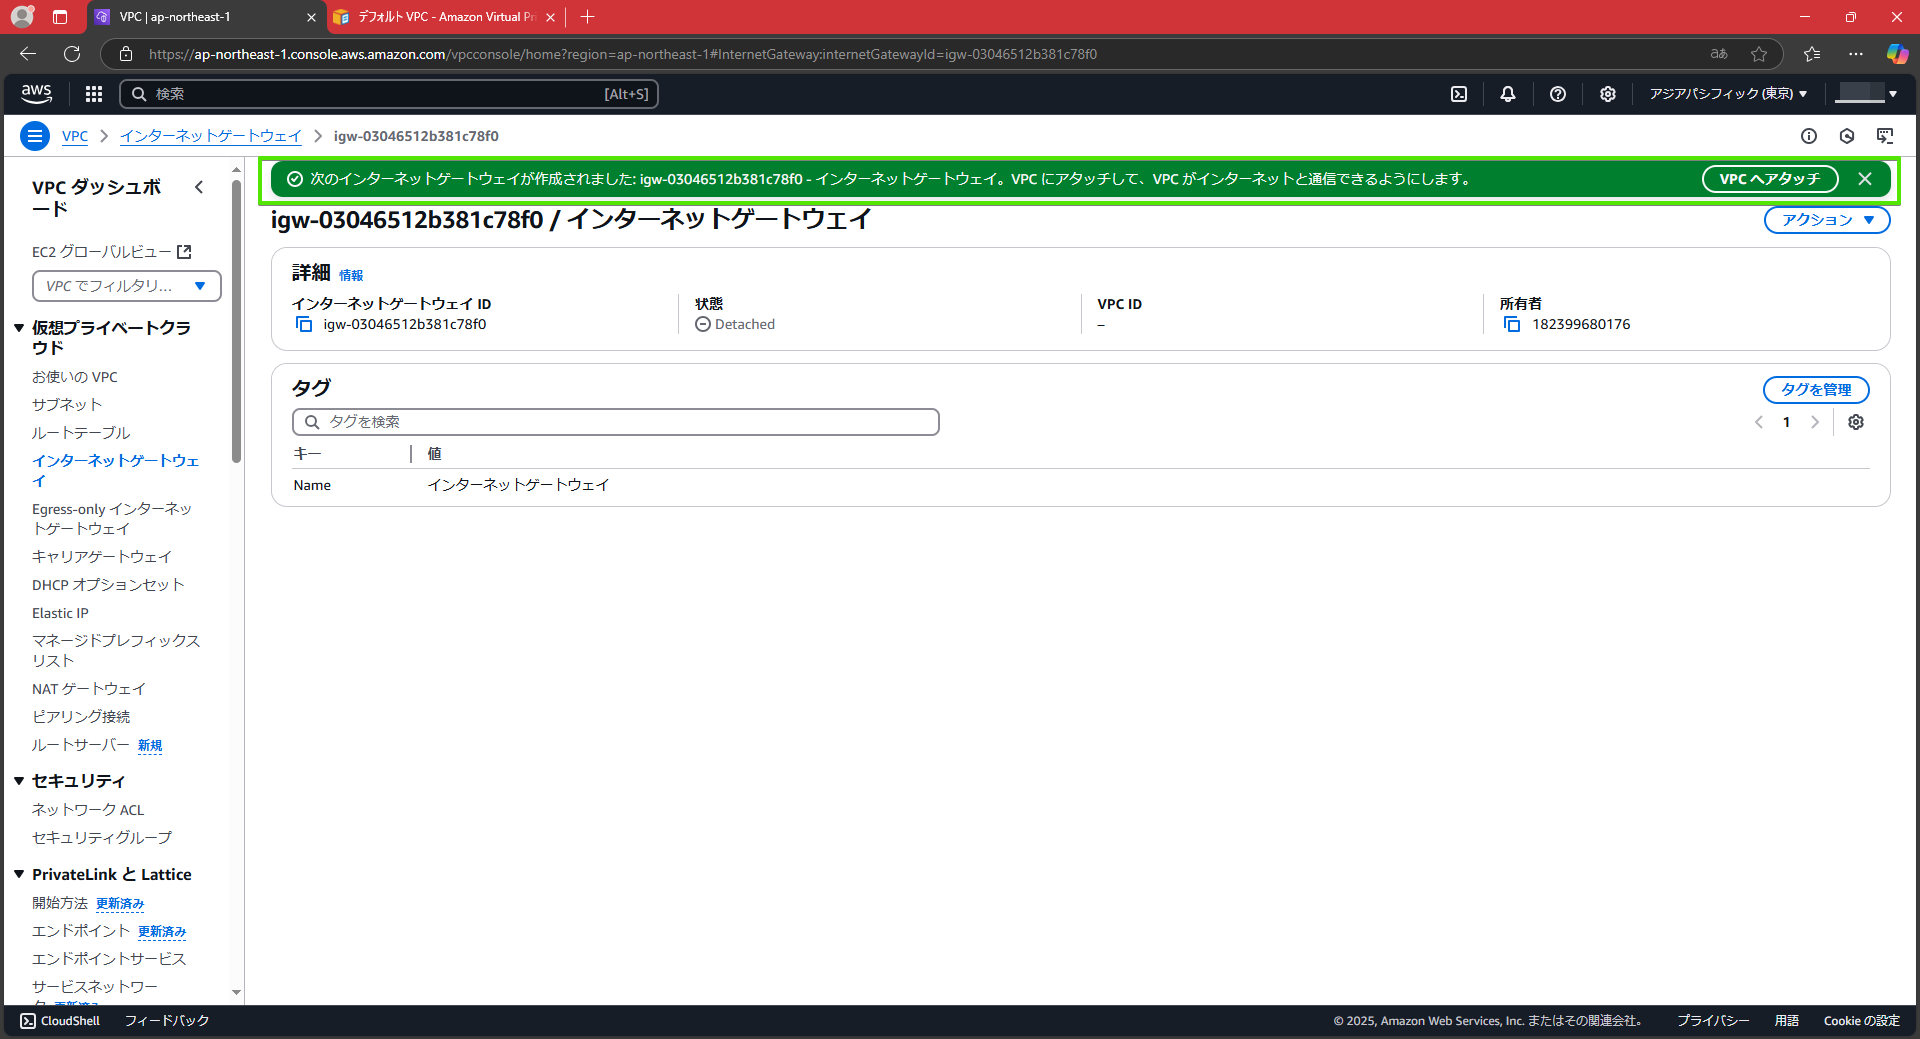 VPC | ap-northeast-1
デフォルト VPC - Amazon Virtual Pri
https://ap-northeast-1.console.aws.amazon.com/vpcconsole/home?region=ap-northeast-1#InternetGateway:internetGatewayId=igw-03046512b381c78f0
aあ
aws
検索
[Alt+S]
アジアパシフィック (東京)
VPC
インターネットゲートウェイ
igw-03046512b381c78f0
VPC ダッシュボ
ード
EC2 グローバルビュー
VPC でフィルタリ...
仮想プライベートクラ
ウド
お使いの VPC
サブネット
ルートテーブル
インターネットゲートウェ
イ
Egress-only インターネッ
トゲートウェイ
キャリアゲートウェイ
DHCP オプションセット
Elastic IP
マネージドプレフィックス
リスト
NAT ゲートウェイ
ピアリング接続
ルートサーバー 新規
セキュリティ
ネットワーク ACL
セキュリティグループ
PrivateLink と Lattice
開始方法 更新済み
エンドポイント 更新済み
エンドポイントサービス
サービスネットワー
ク 更新済み
次のインターネットゲートウェイが作成されました: igw-03046512b381c78f0 - インターネットゲートウェイ。VPC にアタッチして、VPC がインターネットと通信できるようにします。
VPC へアタッチ
igw-03046512b381c78f0 / インターネットゲートウェイ
アクション
詳細 情報
インターネットゲートウェイ ID
igw-03046512b381c78f0
状態
Detached
VPC ID
–
所有者
182399680176
タグ
タグを管理
タグを検索
1
キー
値
Name
インターネットゲートウェイ
CloudShell
フィードバック
© 2025, Amazon Web Services, Inc. またはその関連会社。
プライバシー
用語
Cookie の設定